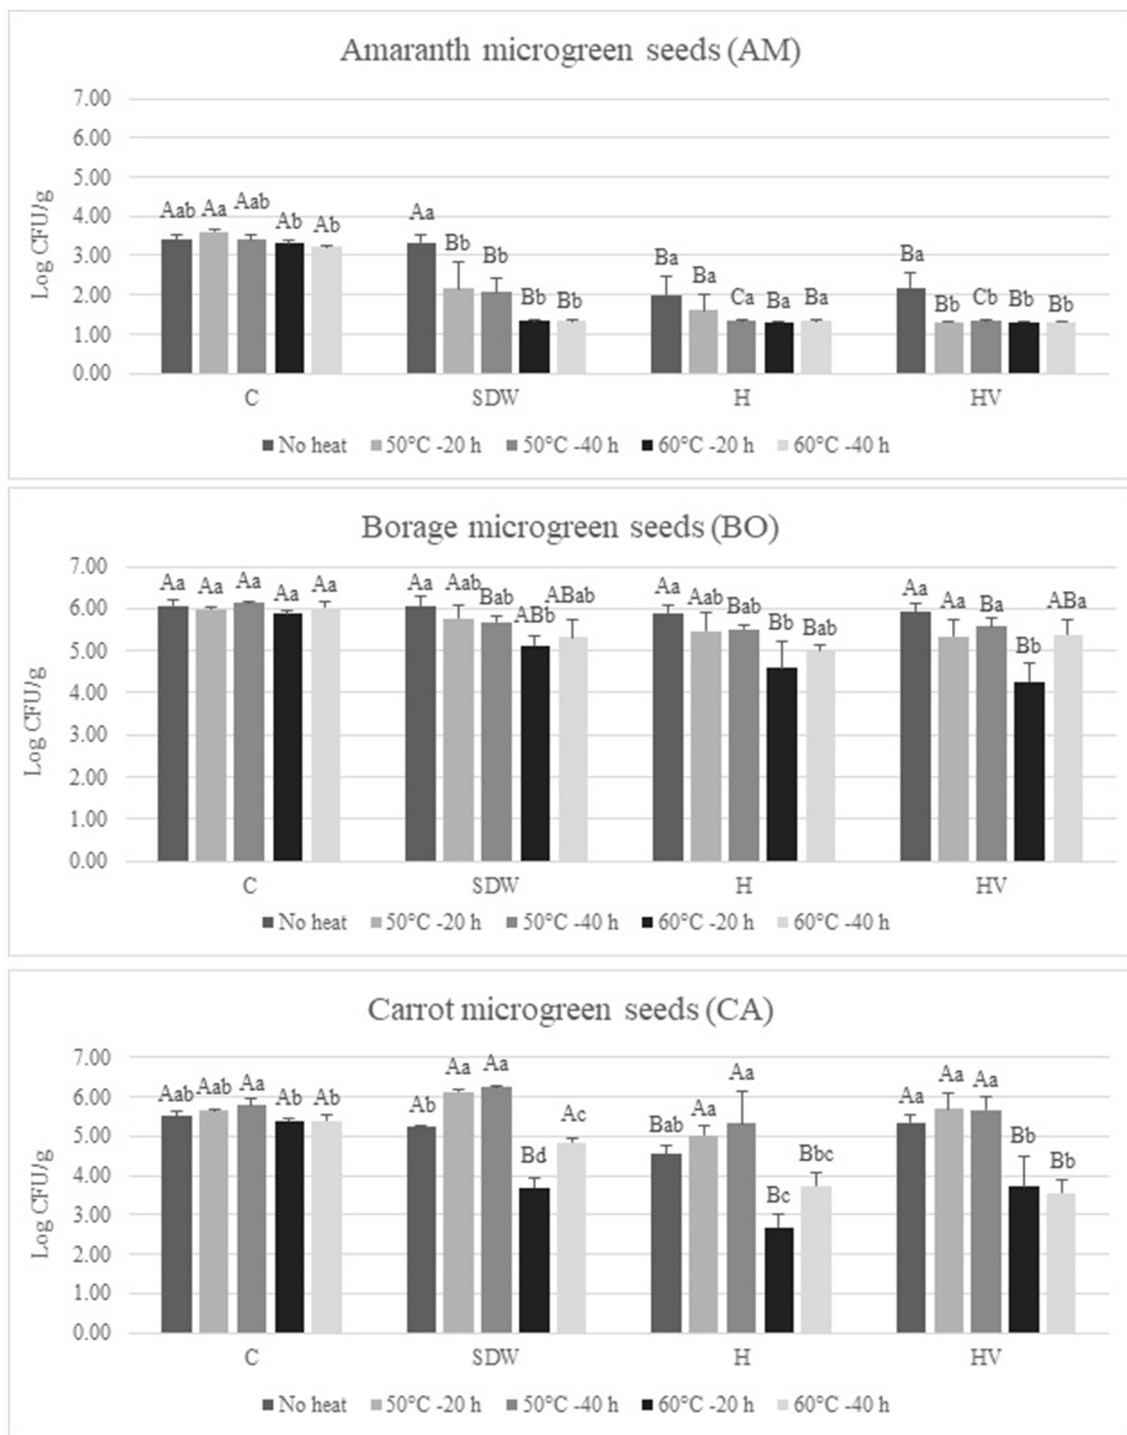 Amaranth microgreen seeds (AM)
7.00
6.00
5.00
4.00
3.00
2.00
1.00
0.00
Log CFU/g
Aab Aa Aab Ab Ab
Aa Bb Bb Bb Bb
Ba Ba Ca Ba Ba
Ba Bb Cb Bb Bb
C SDW H HV
No heat 50°C -20 h 50°C -40 h 60°C -20 h 60°C -40 h
Borage microgreen seeds (BO)
7.00
6.00
5.00
4.00
3.00
2.00
1.00
0.00
Log CFU/g
Aa Aa Aa Aa Aa
Aa Aab Bab ABb ABab
Aa Aab Bab Bb Bab
Aa Aa Ba Bb ABa
C SDW H HV
No heat 50°C -20 h 50°C -40 h 60°C -20 h 60°C -40 h
Carrot microgreen seeds (CA)
7.00
6.00
5.00
4.00
3.00
2.00
1.00
0.00
Log CFU/g
Aab Aab Aa Ab Ab
Ab Aa Aa Bd Ac
Bab Aa Aa Bc Bbc
Aa Aa Aa Bb Bb
C SDW H HV
No heat 50°C -20 h 50°C -40 h 60°C -20 h 60°C -40 h